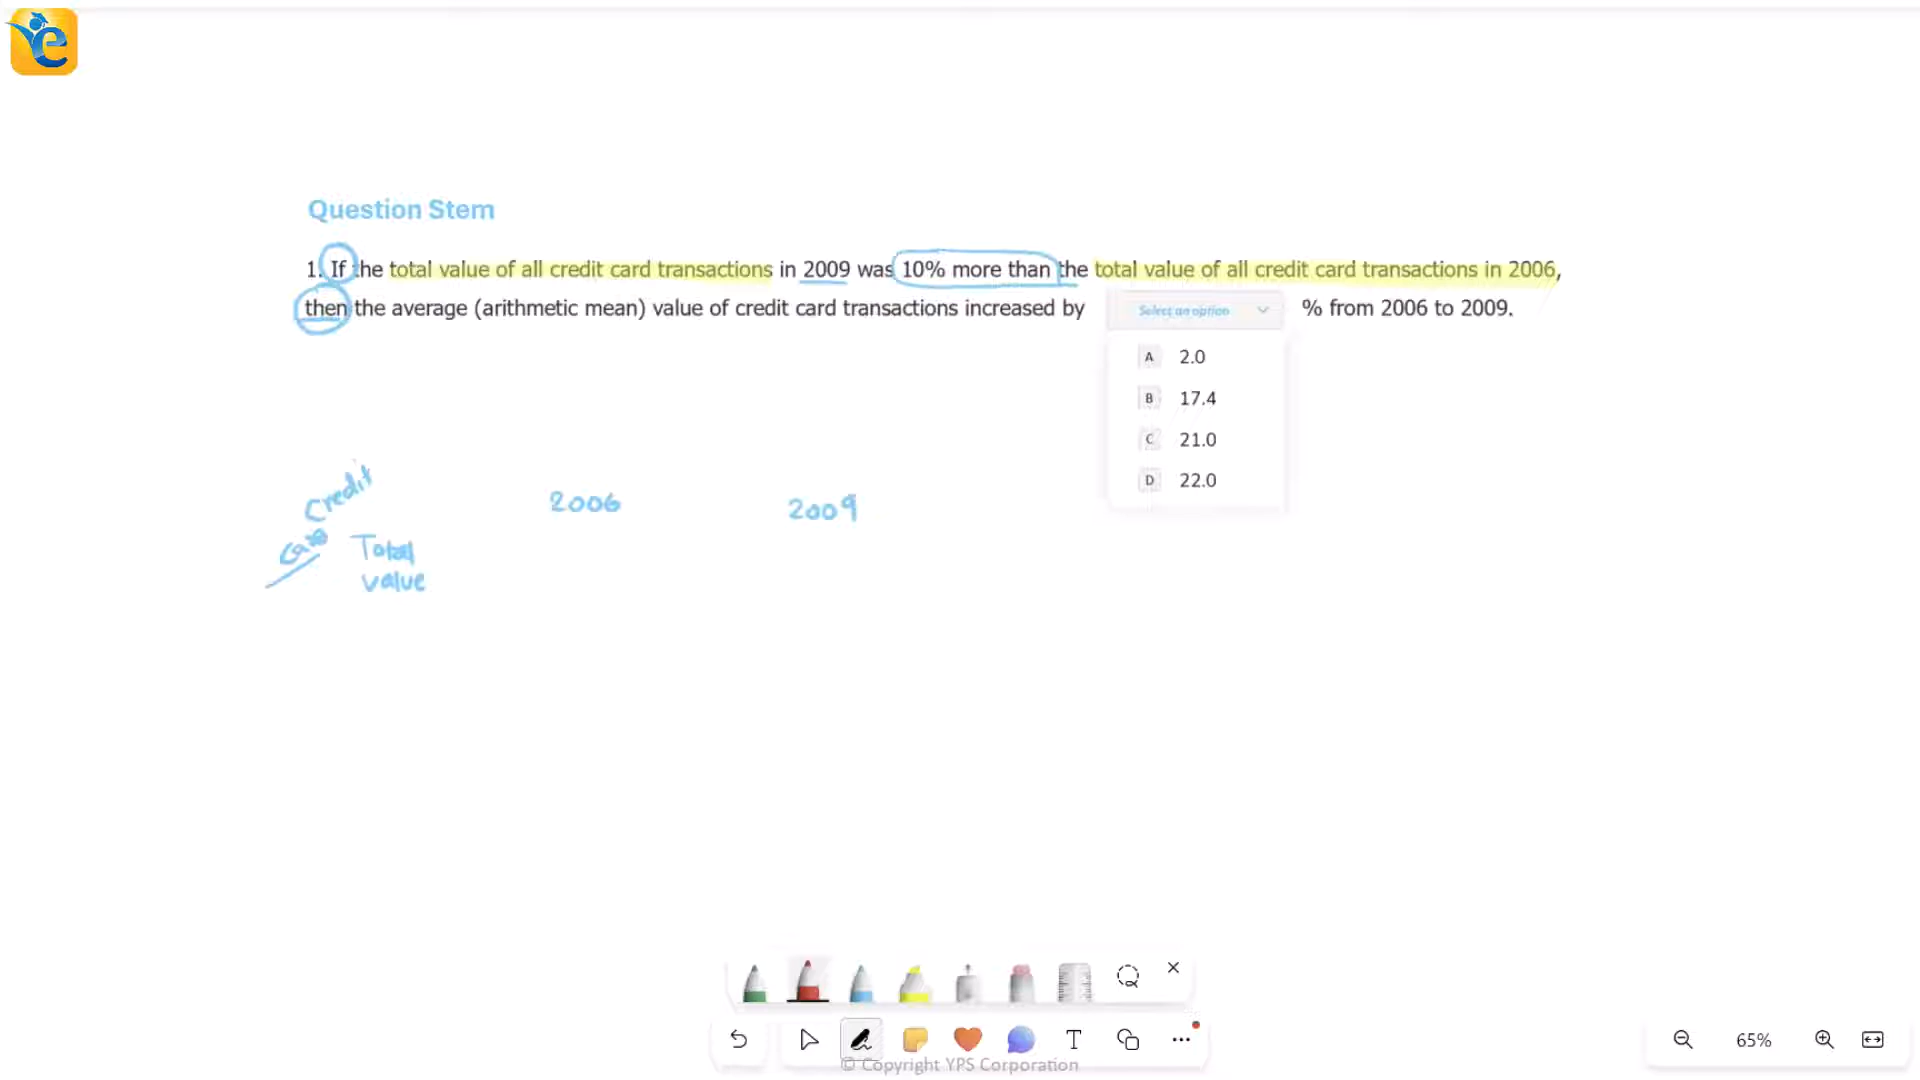 Question Stem
1. If the total value of all credit card transactions in 2009 was 10% more than the total value of all credit card transactions in 2006,
then the average (arithmetic mean) value of credit card transactions increased by Select an option % from 2006 to 2009.
A 2.0
B 17.4
C 21.0
D 22.0
Credit 2006 2009
Card Total
value
T
65%
© Copyright YPS Corporation